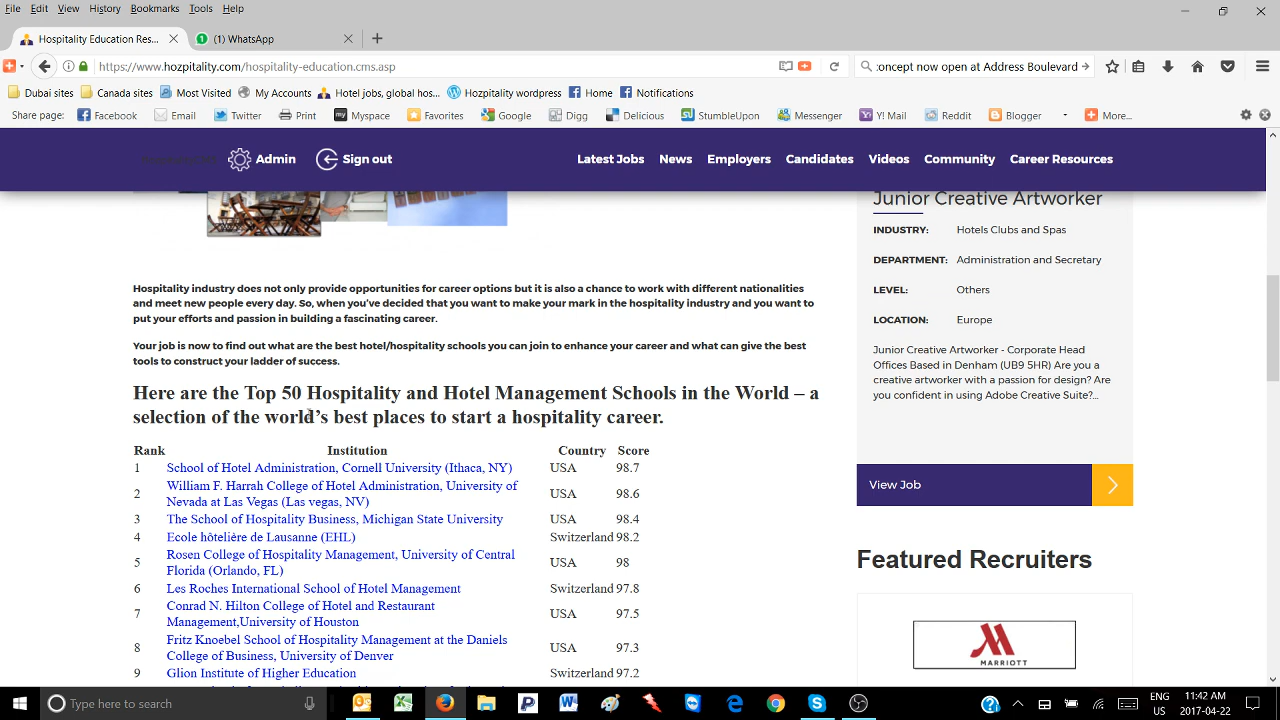 File Edit View History Bookmarks Tools Help
Hospitality Education Res...
(1) WhatsApp
https://www.hozpitality.com/hospitality-education.cms.asp
:oncept now open at Address Boulevard
Dubai sites Canada sites Most Visited My Accounts Hotel jobs, global hos... Hozpitality wordpress Home Notifications
Share page: Facebook Email Twitter Print Myspace Favorites Google Digg Delicious StumbleUpon Messenger Y! Mail Reddit Blogger More...
Admin Sign out Latest Jobs News Employers Candidates Videos Community Career Resources
Hospitality industry does not only provide opportunities for career options but it is also a chance to work with different nationalities
and meet new people every day. So, when you've decided that you want to make your mark in the hospitality industry and you want to
put your efforts and passion in building a fascinating career.
Your job is now to find out what are the best hotel/hospitality schools you can join to enhance your career and what can give the best
tools to construct your ladder of success.
Here are the Top 50 Hospitality and Hotel Management Schools in the World – a
selection of the world's best places to start a hospitality career.
Rank Institution Country Score
1 School of Hotel Administration, Cornell University (Ithaca, NY) USA 98.7
2 William F. Harrah College of Hotel Administration, University of
Nevada at Las Vegas (Las vegas, NV) USA 98.6
3 The School of Hospitality Business, Michigan State University USA 98.4
4 Ecole hôtelière de Lausanne (EHL) Switzerland 98.2
5 Rosen College of Hospitality Management, University of Central
Florida (Orlando, FL) USA 98
6 Les Roches International School of Hotel Management Switzerland 97.8
7 Conrad N. Hilton College of Hotel and Restaurant
Management,University of Houston USA 97.5
8 Fritz Knoebel School of Hospitality Management at the Daniels
College of Business, University of Denver USA 97.3
9 Glion Institute of Higher Education Switzerland 97.2
Junior Creative Artworker
INDUSTRY: Hotels Clubs and Spas
DEPARTMENT: Administration and Secretary
LEVEL: Others
LOCATION: Europe
Junior Creative Artworker - Corporate Head
Offices Based in Denham (UB9 5HR) Are you a
creative artworker with a passion for design? Are
you confident in using Adobe Creative Suite?...
View Job
Featured Recruiters
MARRIOTT
Type here to search
ENG 11:42 AM
US 2017-04-22